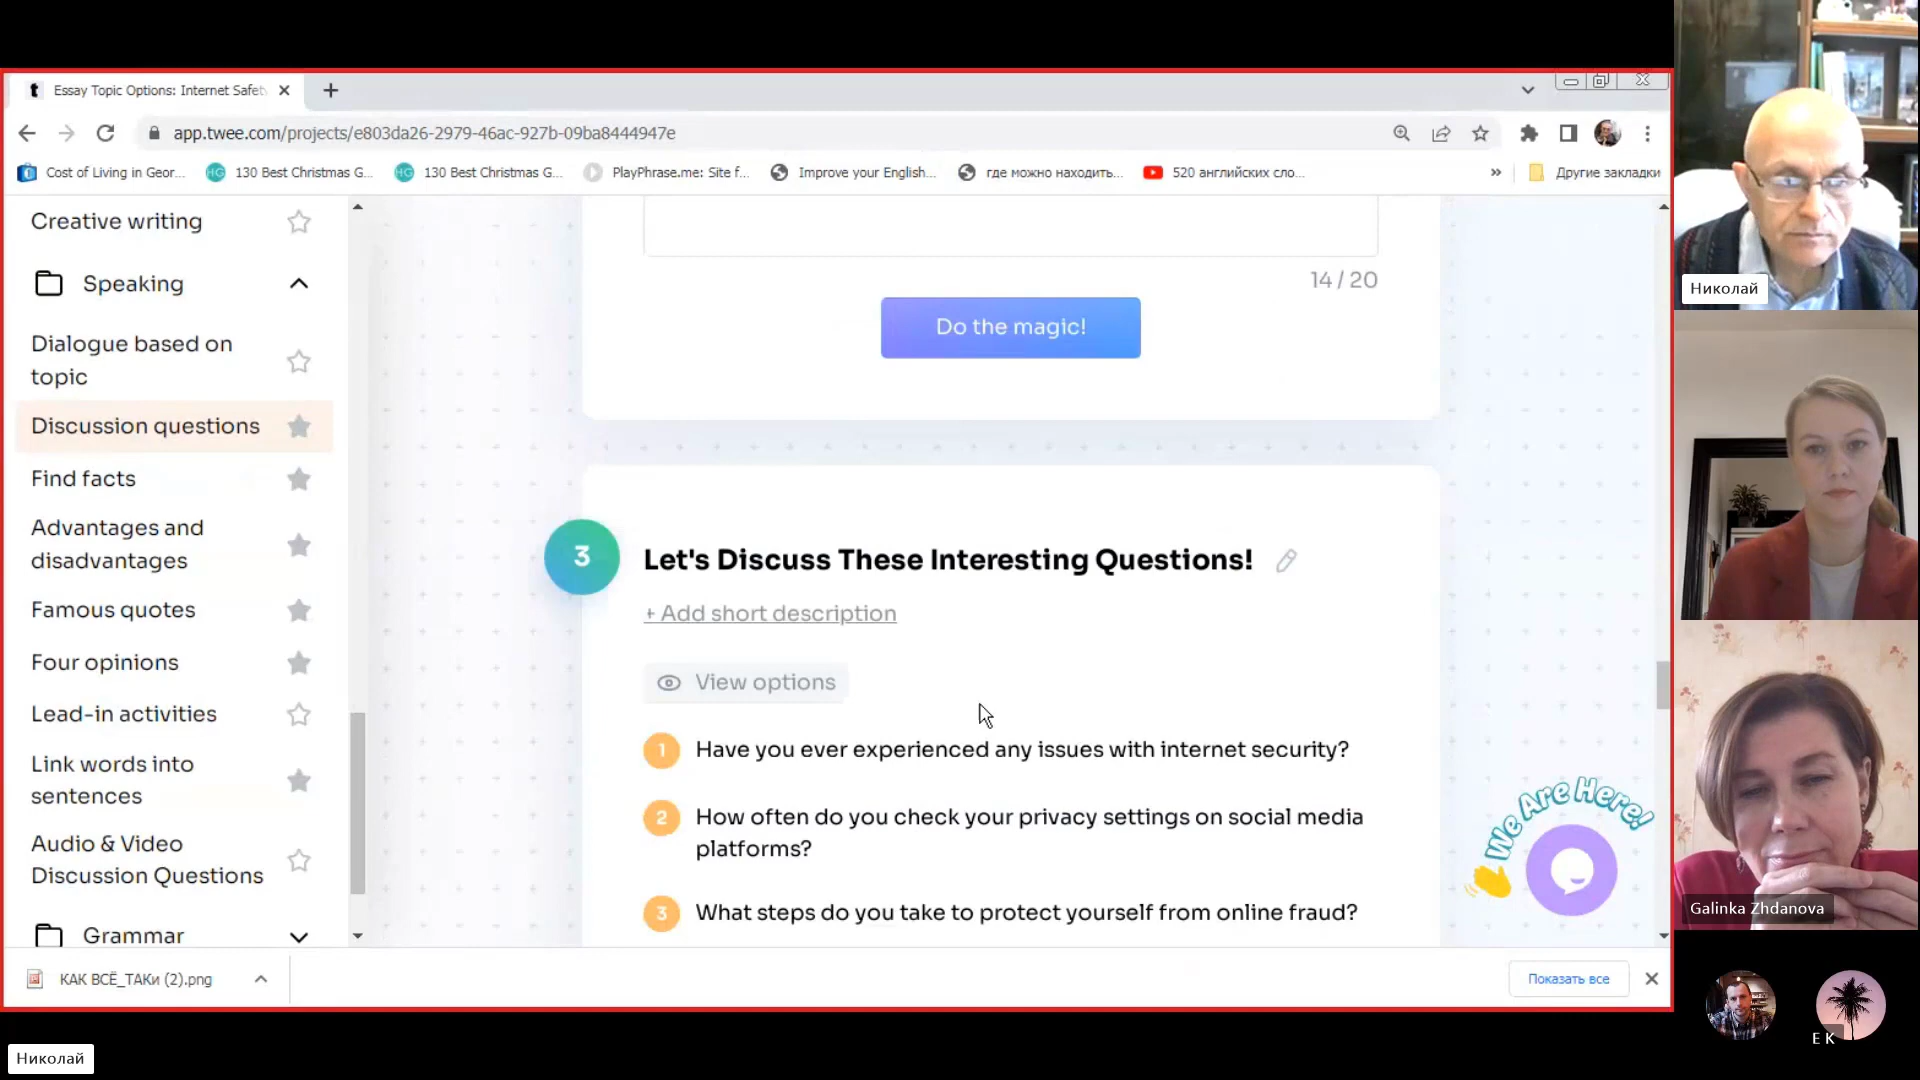 Essay Topic Options: Internet Safet
app.twee.com/projects/e803da26-2979-46ac-927b-09ba8444947e
Cost of Living in Geor...
130 Best Christmas G...
130 Best Christmas G...
PlayPhrase.me: Site f...
Improve your English...
где можно находить...
520 английских сло...
»
Другие закладки
Creative writing
Speaking
Dialogue based on
topic
Discussion questions
Find facts
Advantages and
disadvantages
Famous quotes
Four opinions
Lead-in activities
Link words into
sentences
Audio & Video
Discussion Questions
Grammar
14 / 20
Do the magic!
3
Let's Discuss These Interesting Questions!
+ Add short description
View options
1 Have you ever experienced any issues with internet security?
2 How often do you check your privacy settings on social media
platforms?
3 What steps do you take to protect yourself from online fraud?
We Are Here!
КАК ВСЁ_ТАКи (2).png
Показать все
Николай
Galinka Zhdanova
E K
Николай